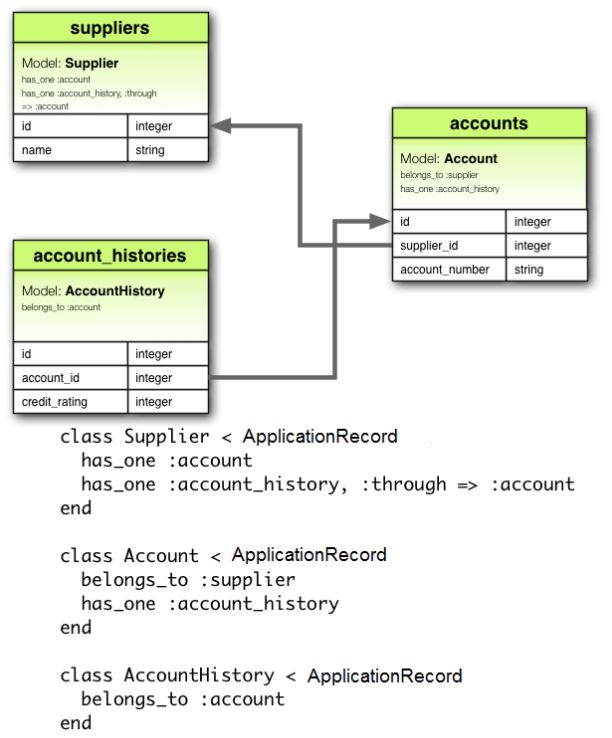 suppliers
Model: Supplier
has_one :account
has_one :account_history, :through
=> :account
id integer
name string
accounts
Model: Account
belongs_to :supplier
has_one :account_history
id integer
supplier_id integer
account_number string
account_histories
Model: AccountHistory
belongs_to :account
id integer
account_id integer
credit_rating integer
class Supplier < ApplicationRecord
has_one :account
has_one :account_history, :through => :account
end
class Account < ApplicationRecord
belongs_to :supplier
has_one :account_history
end
class AccountHistory < ApplicationRecord
belongs_to :account
end